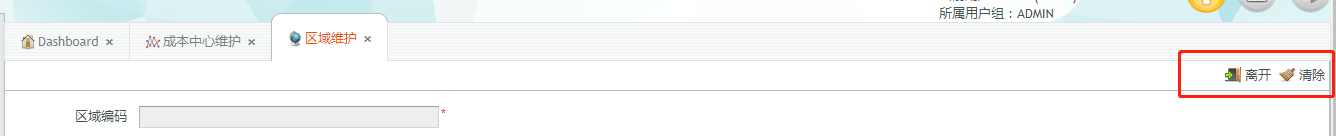 所属用户组：ADMIN
Dashboard ×
成本中心维护 ×
区域维护 ×
离开 清除
区域编码 *